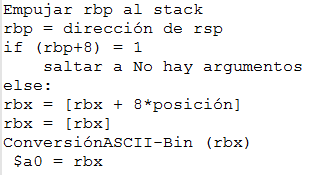 Empujar rbp al stack
rbp = dirección de rsp
if (rbp+8) = 1
    saltar a No hay argumentos
else:
rbx = [rbx + 8*posición]
rbx = [rbx]
ConversiónASCII-Bin (rbx)
 $a0 = rbx